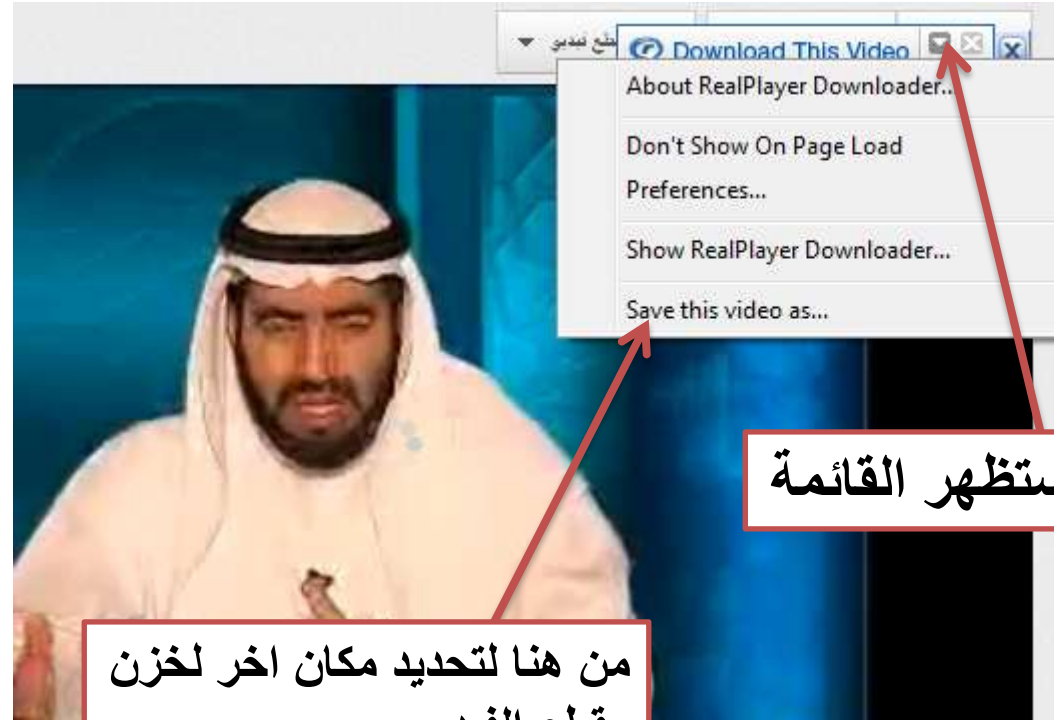 Download This Video
About RealPlayer Downloader...
Don't Show On Page Load
Preferences...
Show RealPlayer Downloader...
Save this video as...
ستظهر القائمة
من هنا لتحديد مكان اخر لخزن